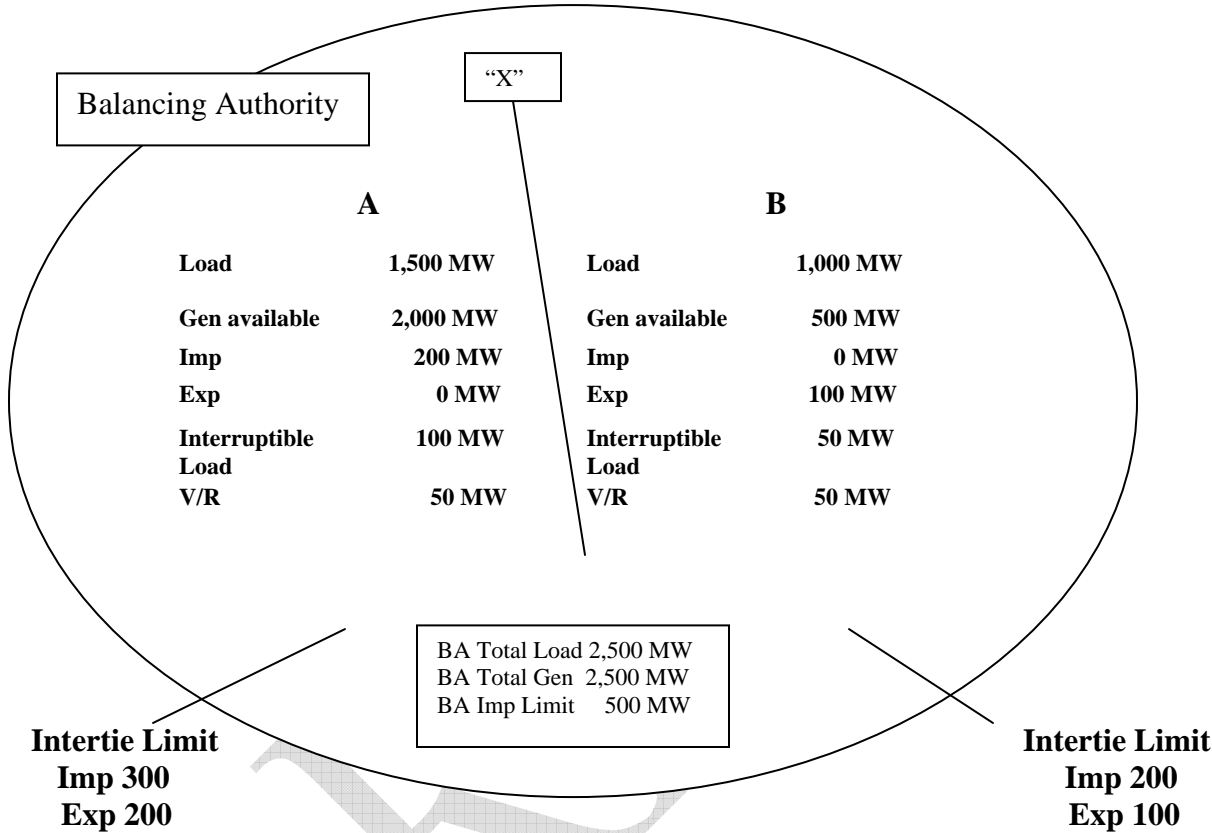 “X”
Balancing Authority
A B
Load 1,500 MW Load 1,000 MW
Gen available 2,000 MW Gen available 500 MW
Imp 200 MW Imp 0 MW
Exp 0 MW Exp 100 MW
Interruptible 100 MW Interruptible 50 MW
Load Load
V/R 50 MW V/R 50 MW
BA Total Load 2,500 MW
BA Total Gen 2,500 MW
BA Imp Limit 500 MW
Intertie Limit Intertie Limit
Imp 300 Imp 200
Exp 200 Exp 100